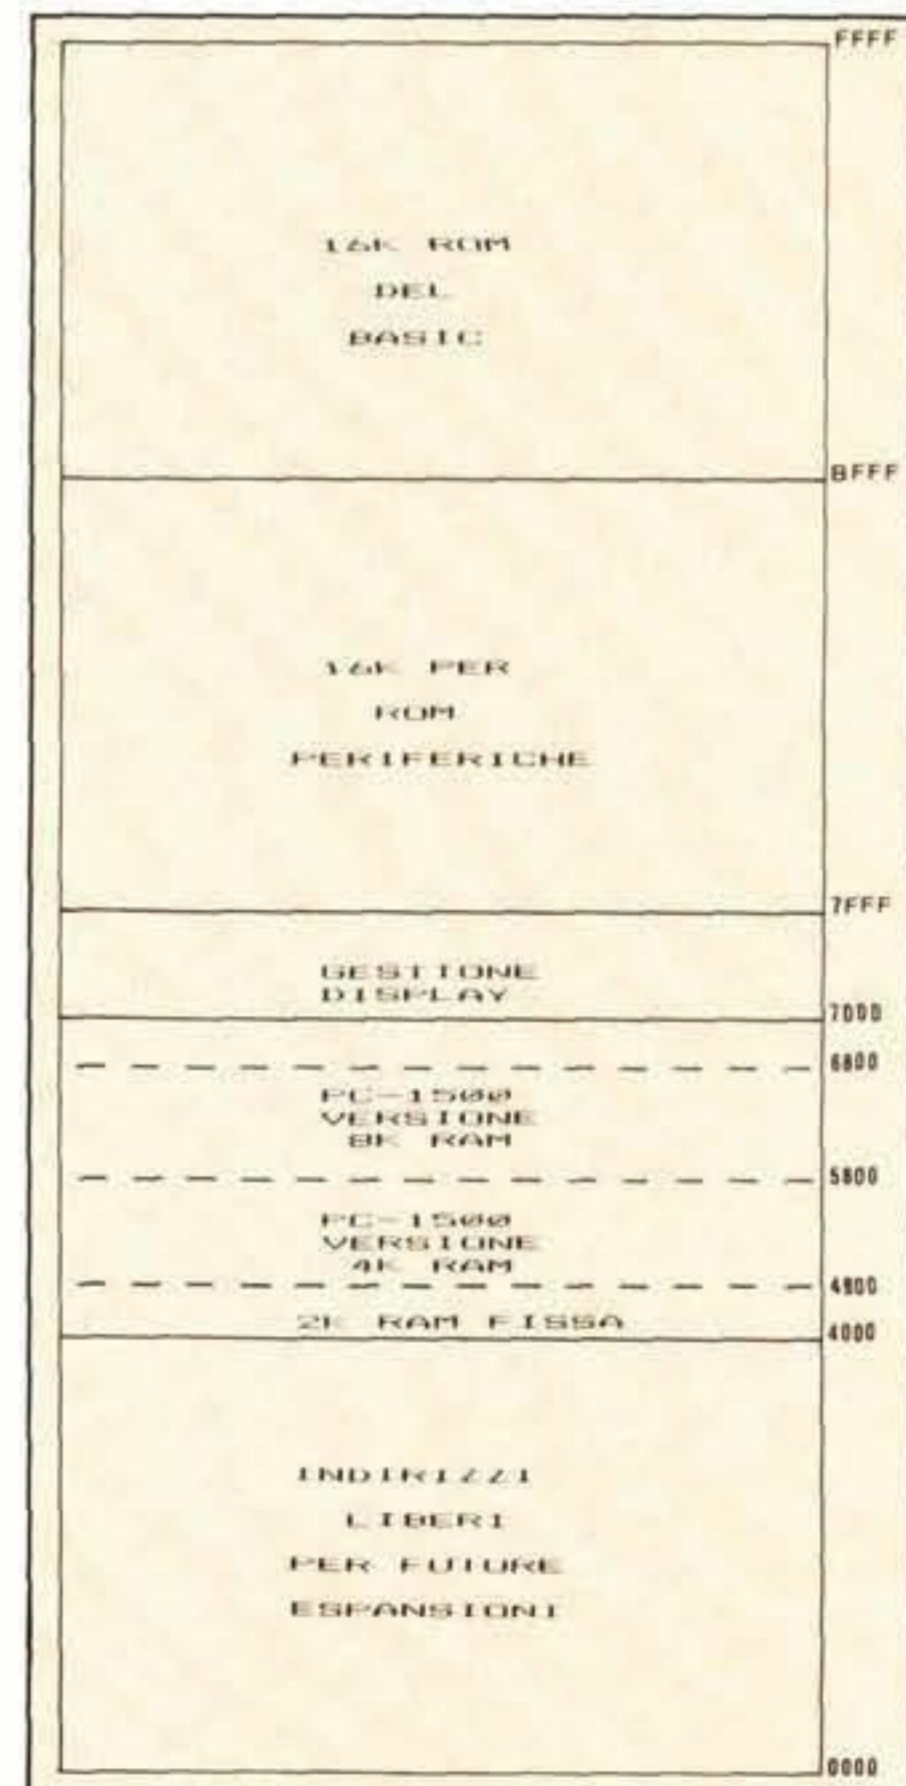 FFFF
16K ROM
DEL
BASIC
BFFF
16K PER
ROM
PERIFERICHE
7FFF
GESTIONE
DISPLAY
7000
6800
PC-1500
VERSIONE
8K RAM
5800
PC-1500
VERSIONE
4K RAM
4800
2K RAM FISSA
4000
INDIRIZZI
LIBERI
PER FUTURE
ESPANSIONI
0000